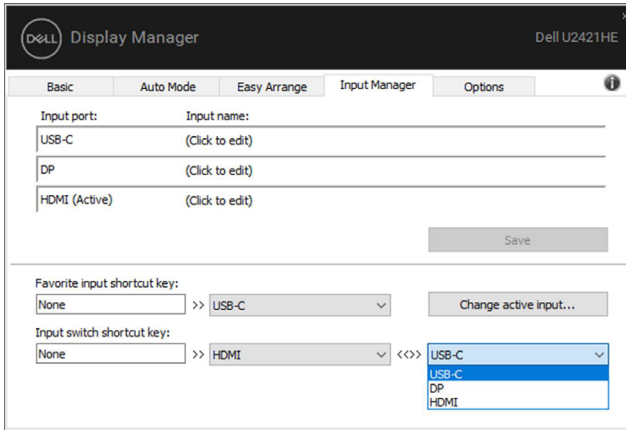 DELL Display Manager Dell U2421HE
Basic Auto Mode Easy Arrange Input Manager Options
Input port: Input name:
USB-C (Click to edit)
DP (Click to edit)
HDMI (Active) (Click to edit)
Save
Favorite input shortcut key:
None >> USB-C Change active input...
Input switch shortcut key:
None >> HDMI <<>> USB-C
USB-C
DP
HDMI